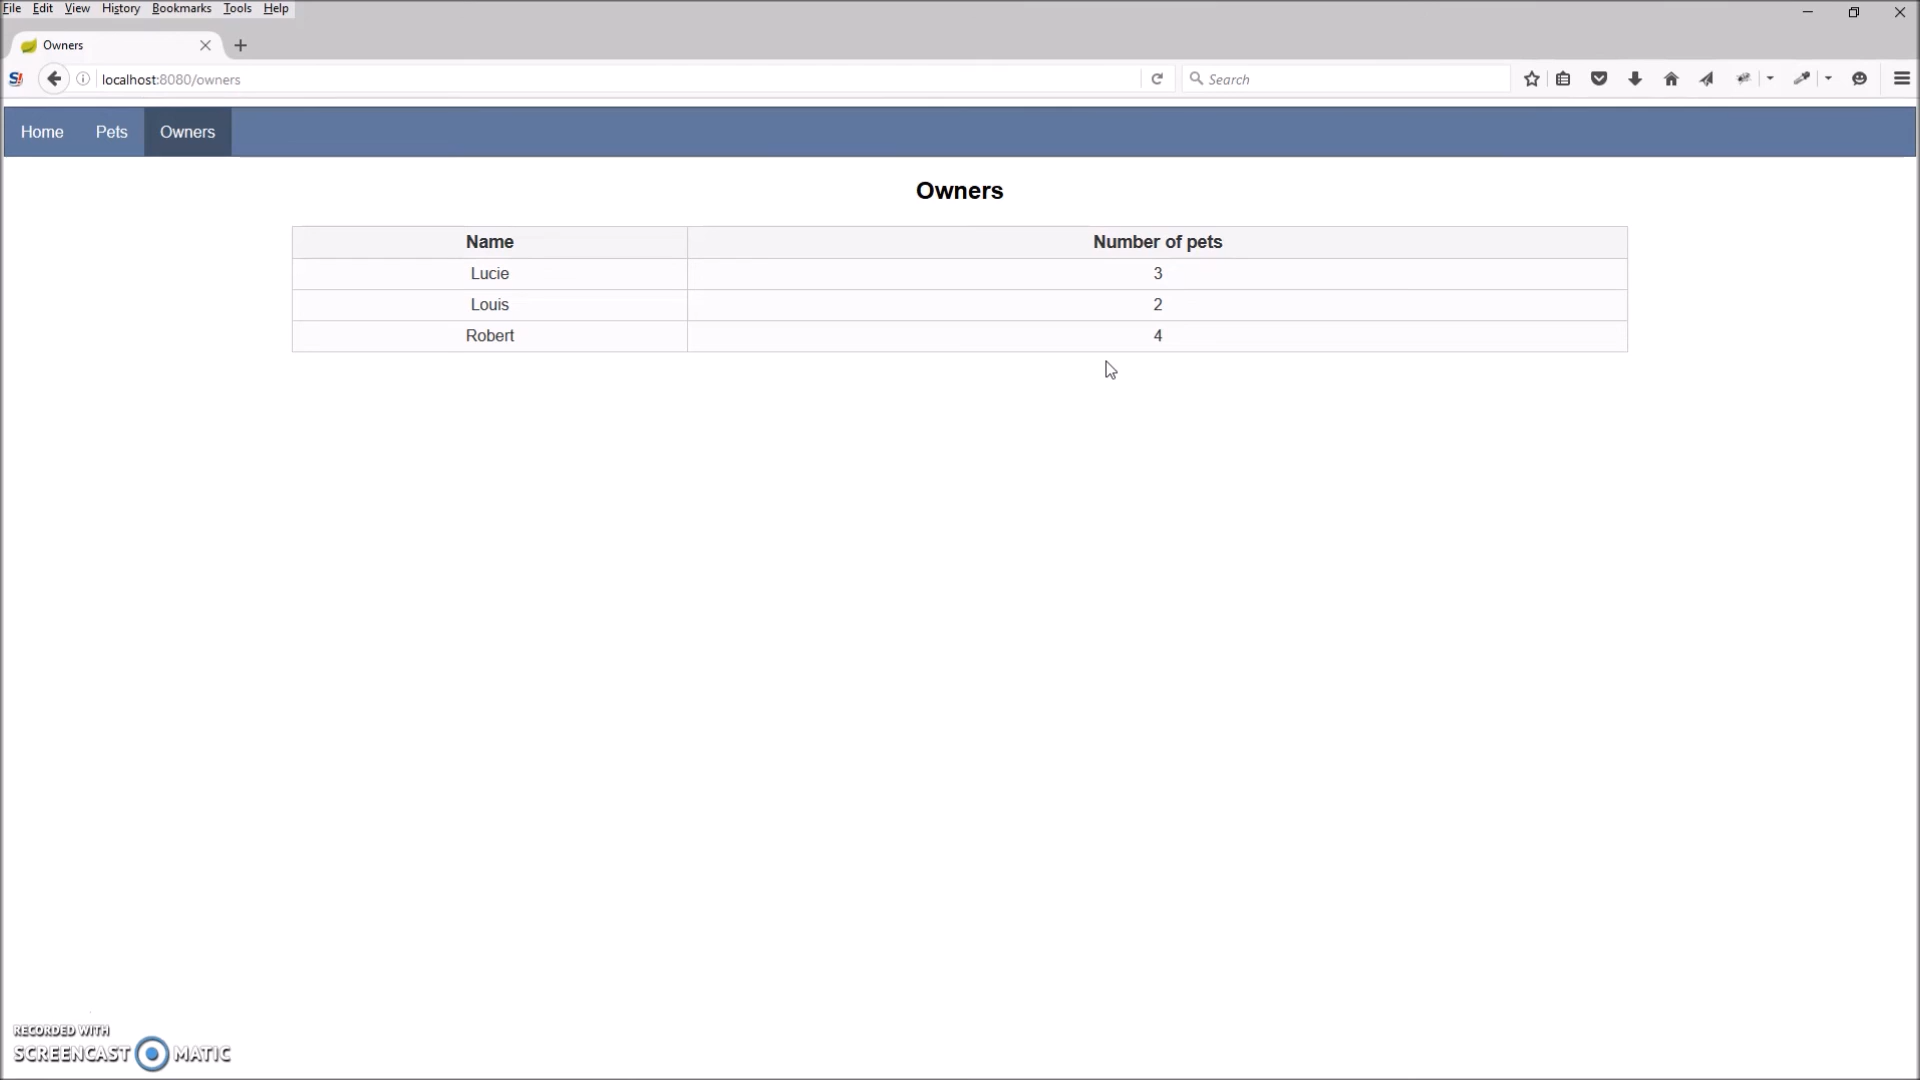 File Edit View History Bookmarks Tools Help
Owners
S! localhost:8080/owners Search
Home Pets Owners
Owners
Name Number of pets
Lucie 3
Louis 2
Robert 4
RECORDED WITH
SCREENCAST MATIC